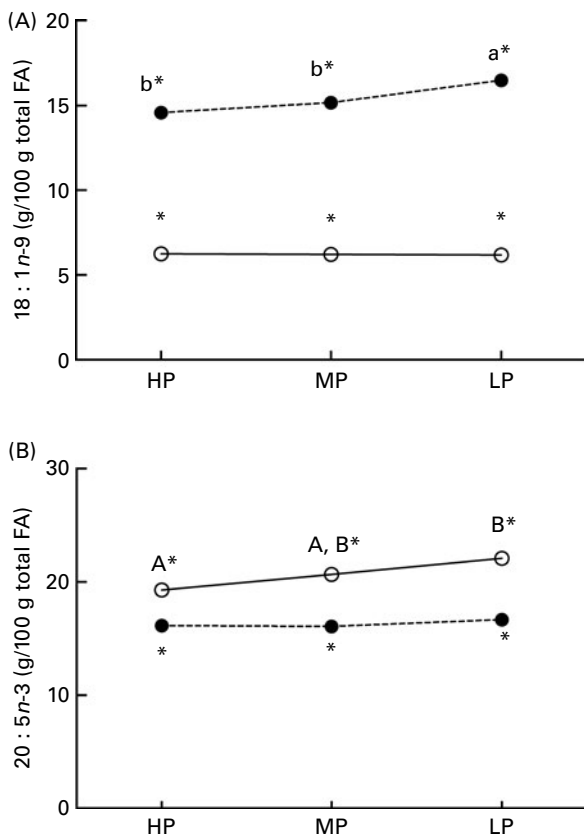 (A)
18 : 1n-9 (g/100 g total FA)
20
15
10
5
0
b*
b*
a*
*
*
*
HP
MP
LP
(B)
20 : 5n-3 (g/100 g total FA)
30
20
10
0
A*
A, B*
B*
*
*
*
HP
MP
LP